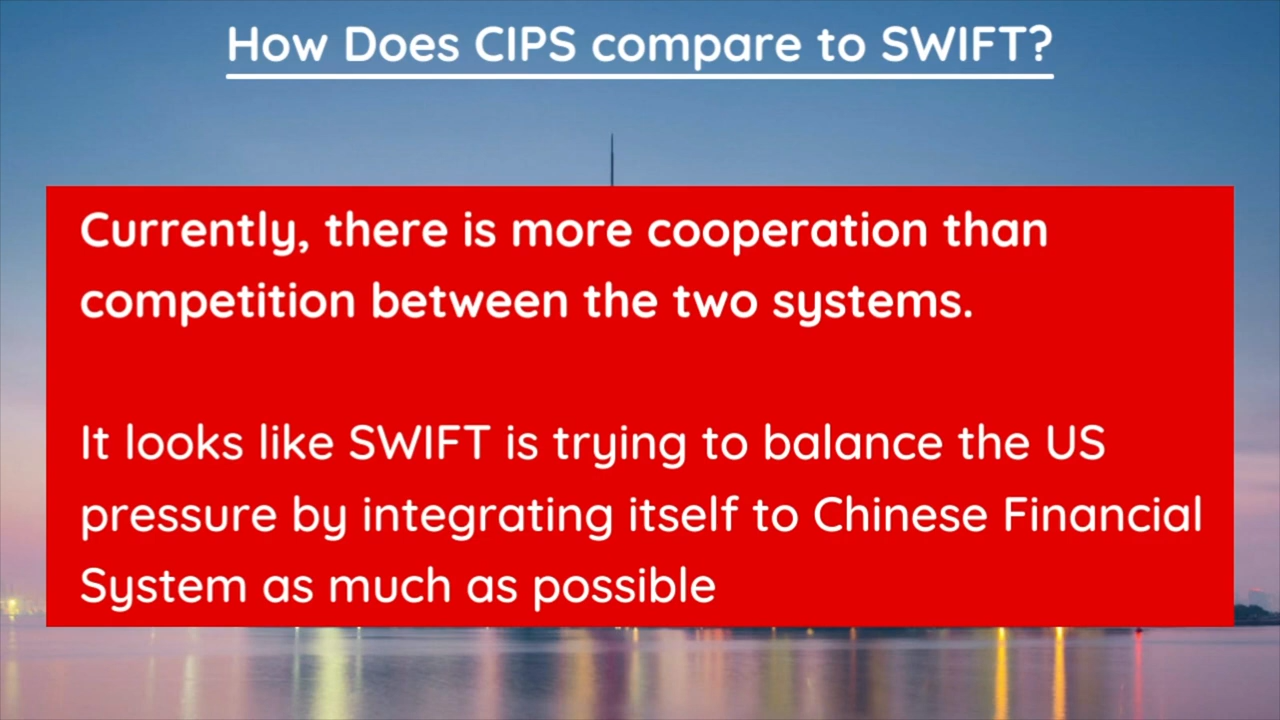 How Does CIPS compare to SWIFT?
Currently, there is more cooperation than
competition between the two systems.
It looks like SWIFT is trying to balance the US
pressure by integrating itself to Chinese Financial
System as much as possible